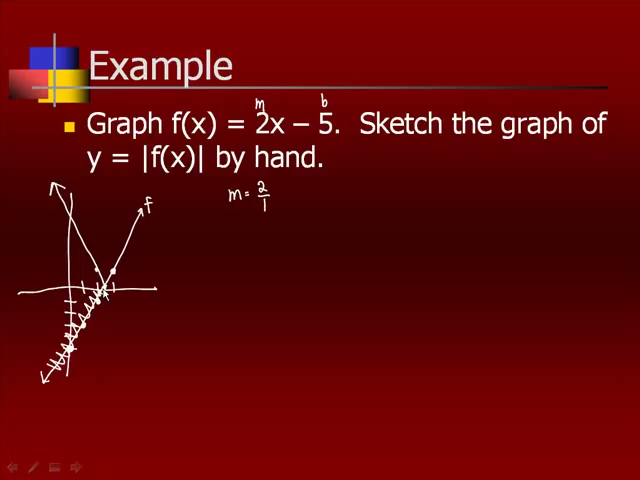 Example
m b
Graph f(x) = 2x – 5. Sketch the graph of
y = |f(x)| by hand.
m = 2/1
f